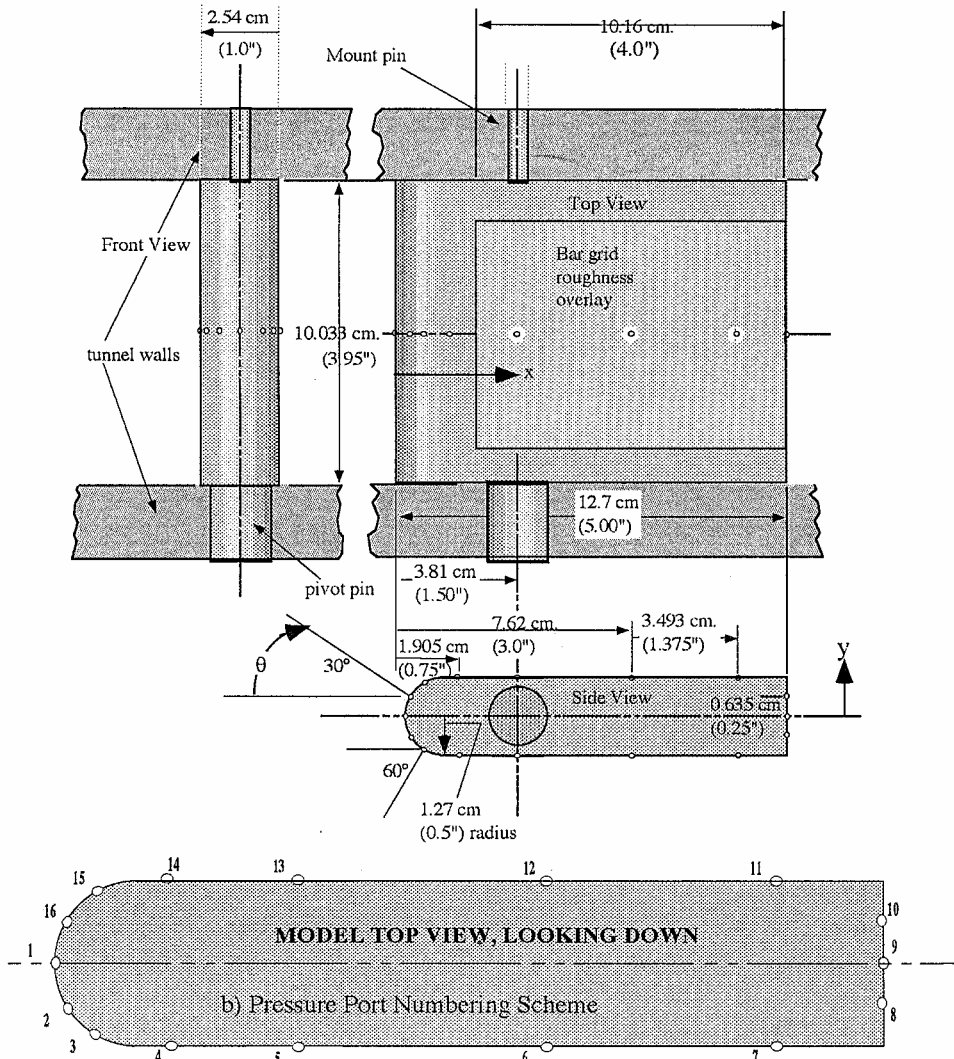 2.54 cm
(1.0")
10.16 cm.
(4.0")
Mount pin
Top View
Front View
Bar grid
roughness
overlay
10.033 cm.
(3.95")
tunnel walls
x
12.7 cm
(5.00")
3.81 cm
(1.50")
pivot pin
7.62 cm.
(3.0")
3.493 cm.
(1.375")
1.905 cm
(0.75")
θ
30°
y
Side View
0.635 cm
(0.25")
60°
1.27 cm
(0.5") radius
14
13
12
11
15
16
10
MODEL TOP VIEW, LOOKING DOWN
1
9
b) Pressure Port Numbering Scheme
2
8
3
4
5
6
7